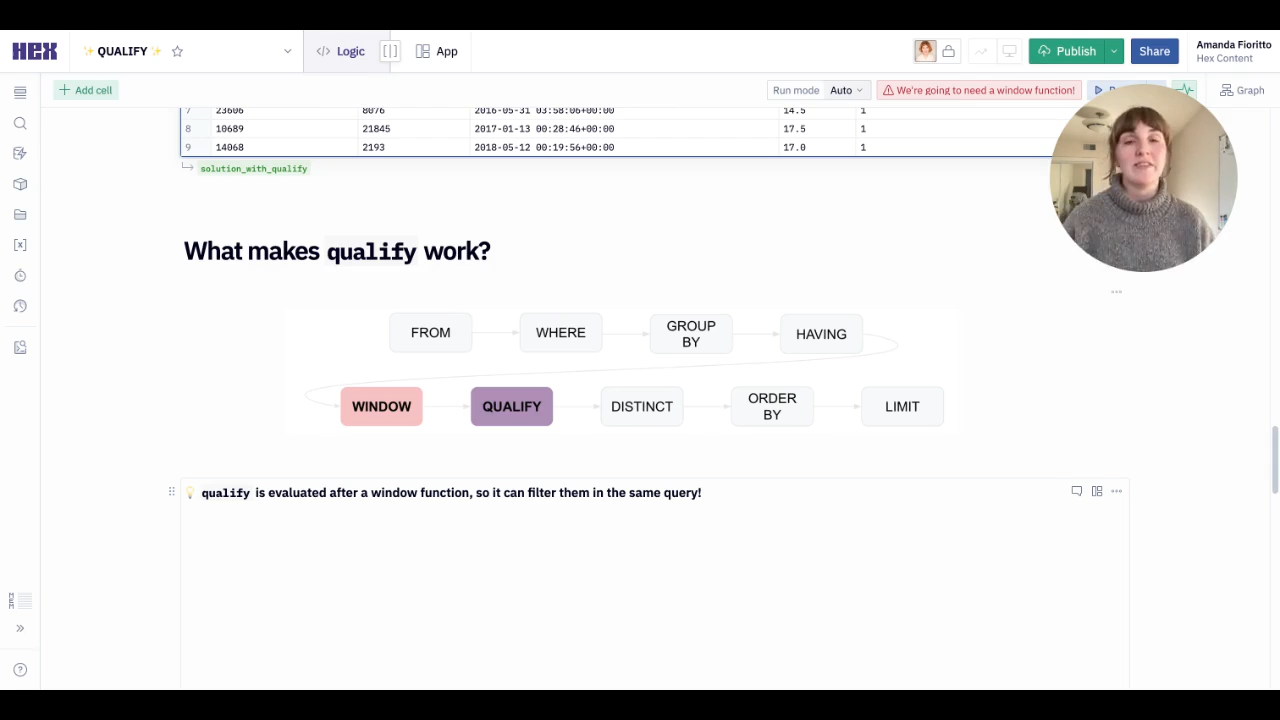 HEX
✨ QUALIFY ✨
Logic
App
Publish
Share
Amanda Fioritto
Hex Content
Add cell
Run mode Auto
We're going to need a window function!
Graph
7 23606 8076 2016-05-31 03:58:06+00:00 14.5 1
8 10689 21845 2017-01-13 00:28:46+00:00 17.5 1
9 14068 2193 2018-05-12 00:19:56+00:00 17.0 1
solution_with_qualify
What makes qualify work?
FROM
WHERE
GROUP
BY
HAVING
WINDOW
QUALIFY
DISTINCT
ORDER
BY
LIMIT
💡 qualify is evaluated after a window function, so it can filter them in the same query!